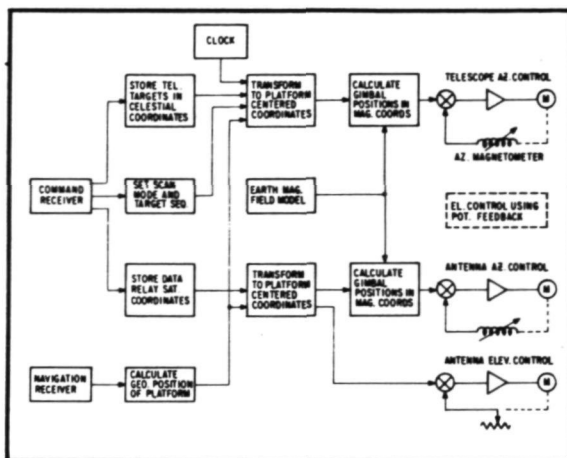 CLOCK
STORE TEL.
TARGETS IN
CELESTIAL
COORDINATES
TRANSFORM
TO PLATFORM
CENTERED
COORDINATES
CALCULATE
GIMBAL
POSITIONS IN
MAG. COORDS
TELESCOPE AZ. CONTROL
M
AZ. MAGNETOMETER
COMMAND
RECEIVER
SET SCAN
MODE AND
TARGET SEQ.
EARTH MAG.
FIELD MODEL
EL. CONTROL USING
POT. FEEDBACK
STORE DATA
RELAY SAT
COORDINATES
TRANSFORM
TO PLATFORM
CENTERED
COORDINATES
CALCULATE
GIMBAL
POSITIONS IN
MAG. COORDS
ANTENNA AZ. CONTROL
M
NAVIGATION
RECEIVER
CALCULATE
GEO. POSITION
OF PLATFORM
ANTENNA ELEV. CONTROL
M